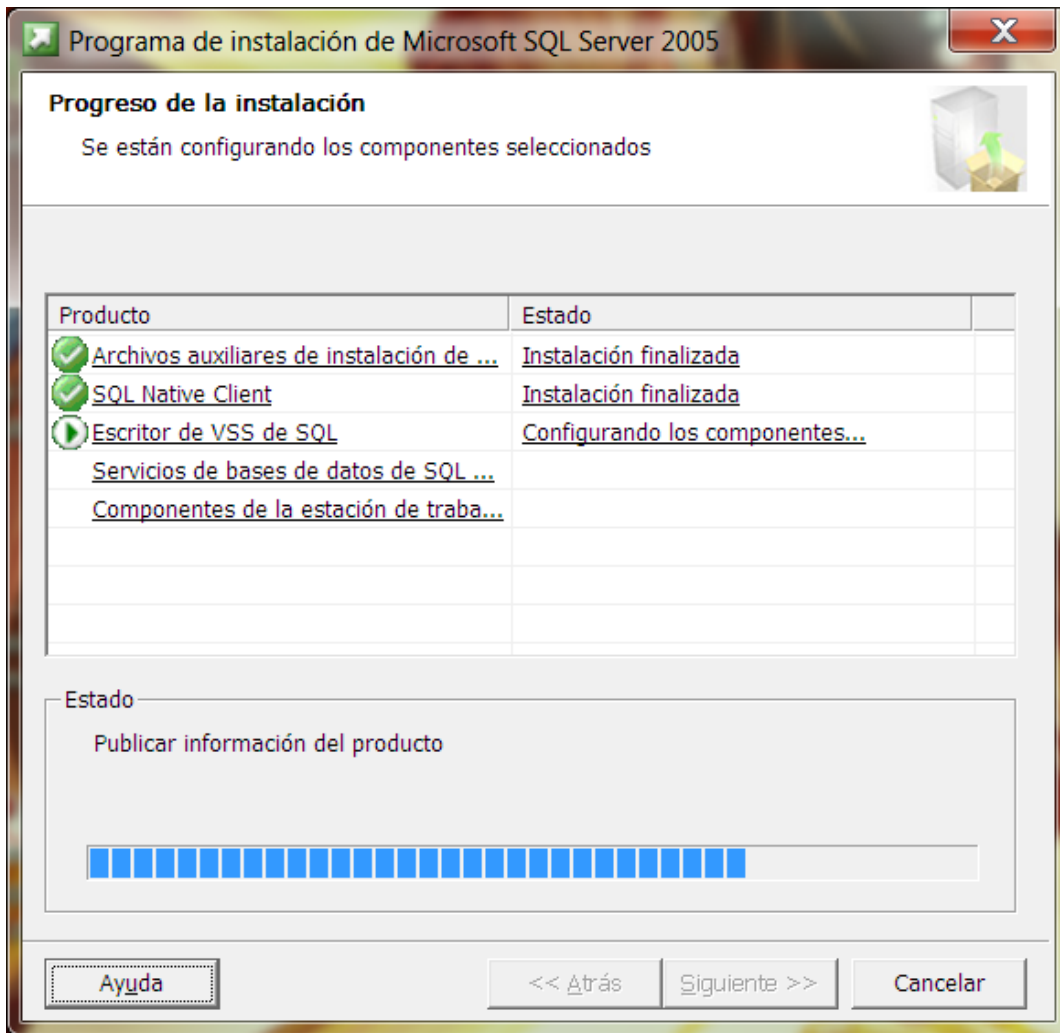 Programa de instalación de Microsoft SQL Server 2005
X
Progreso de la instalación
Se están configurando los componentes seleccionados
Producto Estado
Archivos auxiliares de instalación de ... Instalación finalizada
SQL Native Client Instalación finalizada
Escritor de VSS de SQL Configurando los componentes...
Servicios de bases de datos de SQL ...
Componentes de la estación de traba...
Estado
Publicar información del producto
Ayuda << Atrás Siguiente >> Cancelar